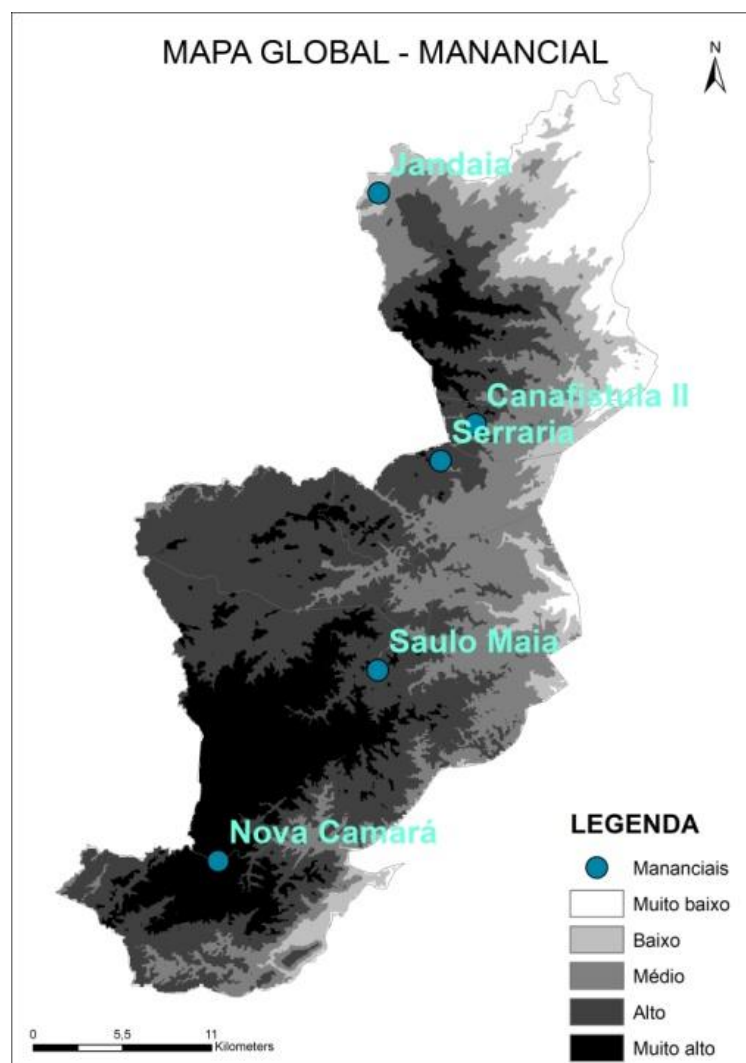 MAPA GLOBAL - MANANCIAL
N
Jandaia
Canafistula II
Serraria
Saulo Maia
Nova Camará
LEGENDA
Mananciais
Muito baixo
Baixo
Médio
Alto
Muito alto
0 5,5 11
Kilometers